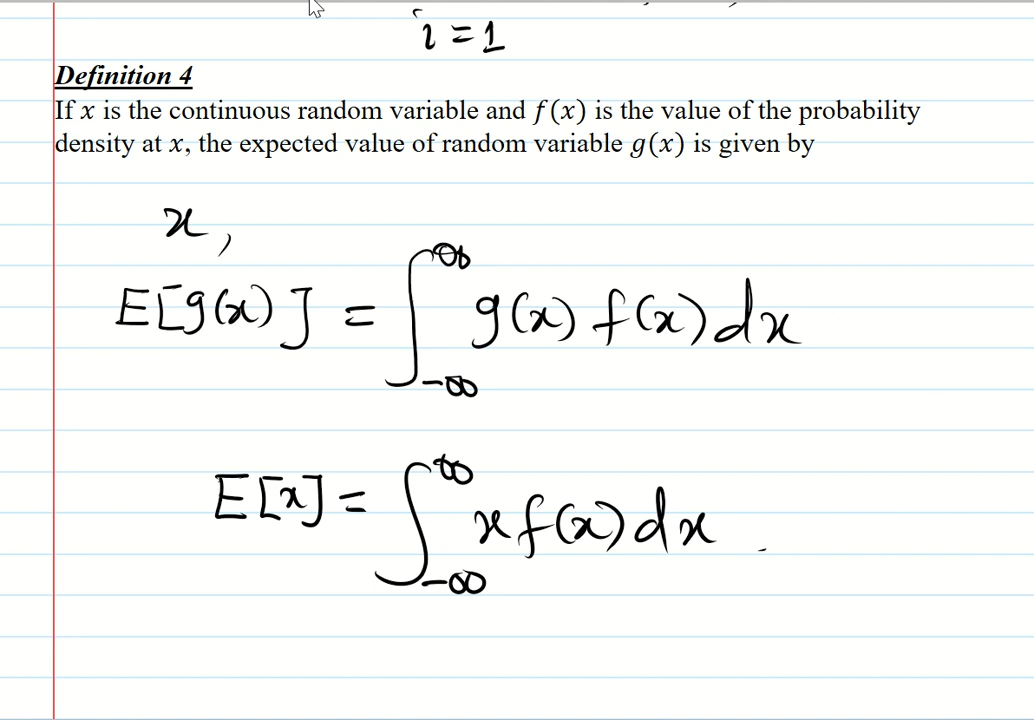 i = 1
Definition 4
If x is the continuous random variable and f(x) is the value of the probability
density at x, the expected value of random variable g(x) is given by
x,
E[g(x)] = ∫_{-∞}^{∞} g(x) f(x) dx
E[x] = ∫_{-∞}^{∞} x f(x) dx .